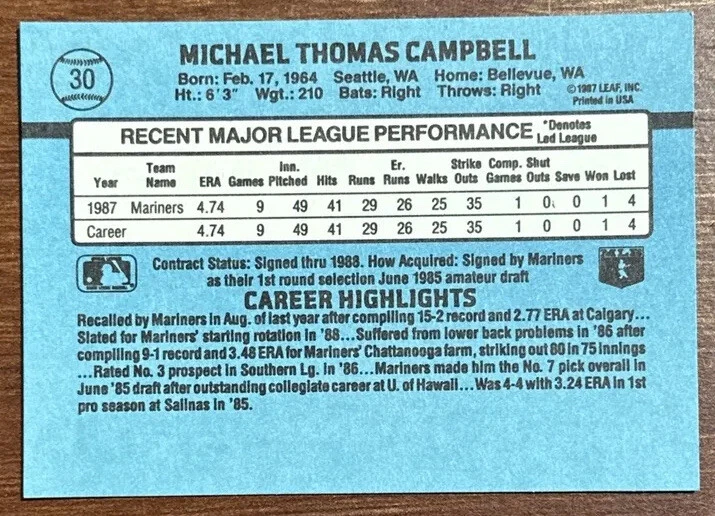 30
MICHAEL THOMAS CAMPBELL
Born: Feb. 17, 1964 Seattle, WA Home: Bellevue, WA
Ht.: 6'3" Wgt.: 210 Bats: Right Throws: Right
©1987 LEAF, INC.
Printed in USA
RECENT MAJOR LEAGUE PERFORMANCE
*Denotes
Led League
Team Inn. Er. Strike Comp. Shut
Year Name ERA Games Pitched Hits Runs Runs Walks Outs Games Outs Save Won Lost
1987 Mariners 4.74 9 49 41 29 26 25 35 1 0 0 1 4
Career 4.74 9 49 41 29 26 25 35 1 0 0 1 4
Contract Status: Signed thru 1988. How Acquired: Signed by Mariners
as their 1st round selection June 1985 amateur draft
CAREER HIGHLIGHTS
Recalled by Mariners in Aug. of last year after compiling 15-2 record and 2.77 ERA at Calgary...
Slated for Mariners' starting rotation in '88...Suffered from lower back problems in '86 after
compiling 9-1 record and 3.48 ERA for Mariners' Chattanooga farm, striking out 80 in 75 innings
...Rated No. 3 prospect in Southern Lg. in '86...Mariners made him the No. 7 pick overall in
June '85 draft after outstanding collegiate career at U. of Hawaii...Was 4-4 with 3.24 ERA in 1st
pro season at Salinas in '85.